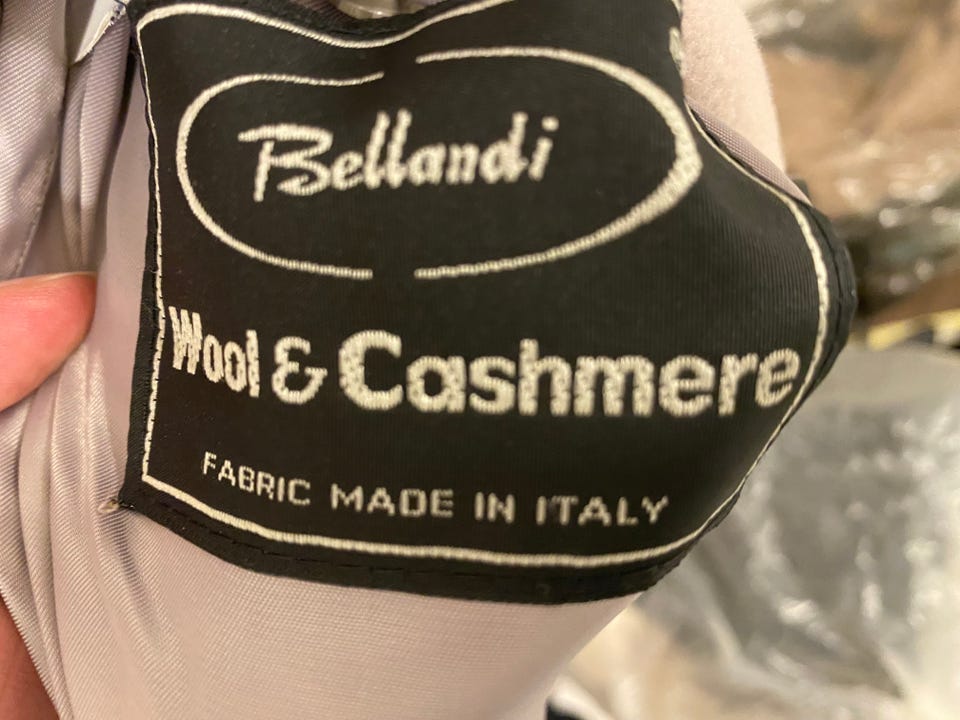 Bellandi
Wool & Cashmere
FABRIC MADE IN ITALY